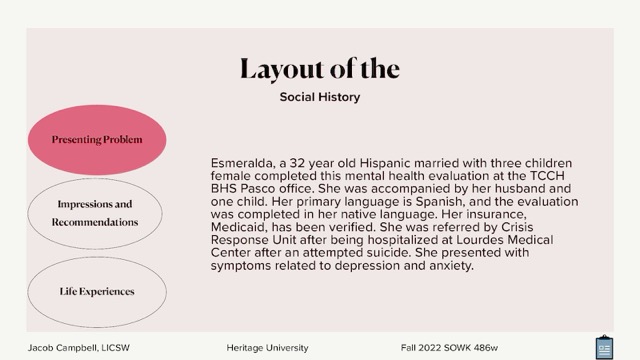 Layout of the
Social History
Presenting Problem
Impressions and
Recommendations
Life Experiences
Esmeralda, a 32 year old Hispanic married with three children
female completed this mental health evaluation at the TCCH
BHS Pasco office. She was accompanied by her husband and
one child. Her primary language is Spanish, and the evaluation
was completed in her native language. Her insurance,
Medicaid, has been verified. She was referred by Crisis
Response Unit after being hospitalized at Lourdes Medical
Center after an attempted suicide. She presented with
symptoms related to depression and anxiety.
Jacob Campbell, LICSW
Heritage University
Fall 2022 SOWK 486w